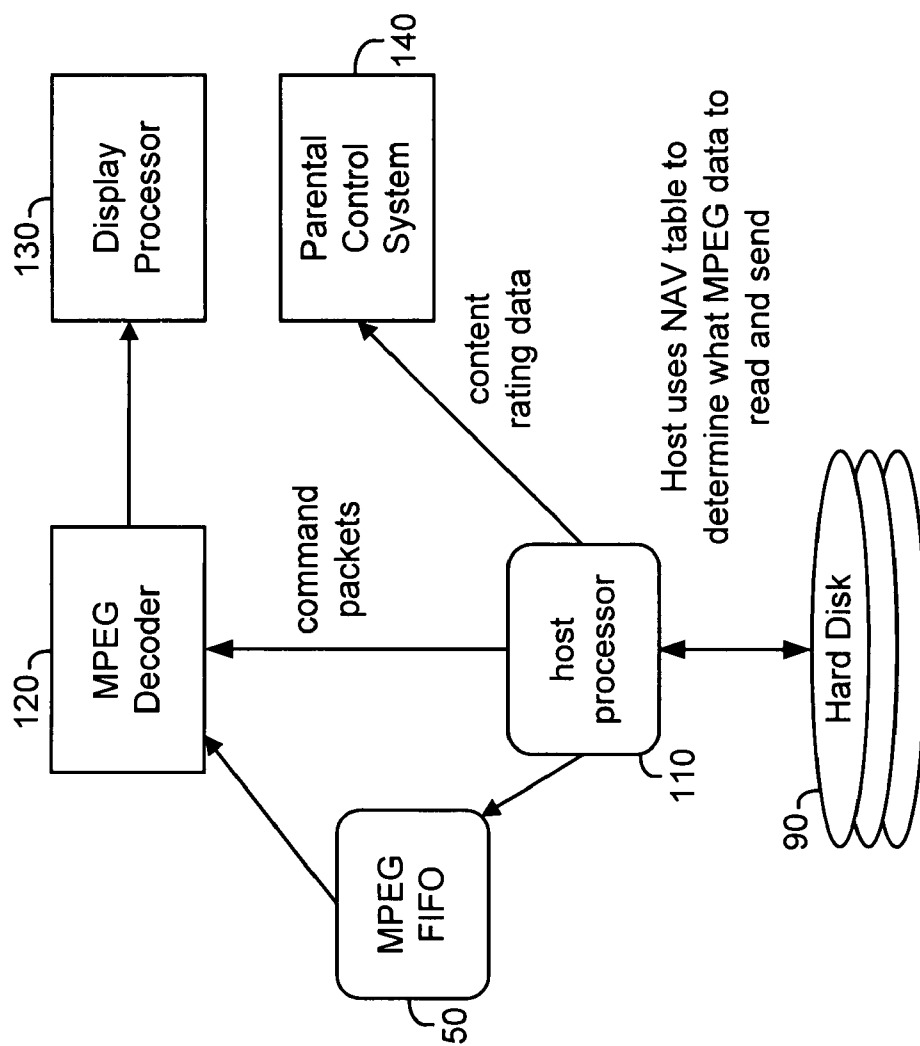 130
Display
Processor
140
Parental
Control
System
120
MPEG
Decoder
command
packets
content
rating data
Host uses NAV table to
determine what MPEG data to
read and send
50
MPEG
FIFO
110
host
processor
90
Hard Disk